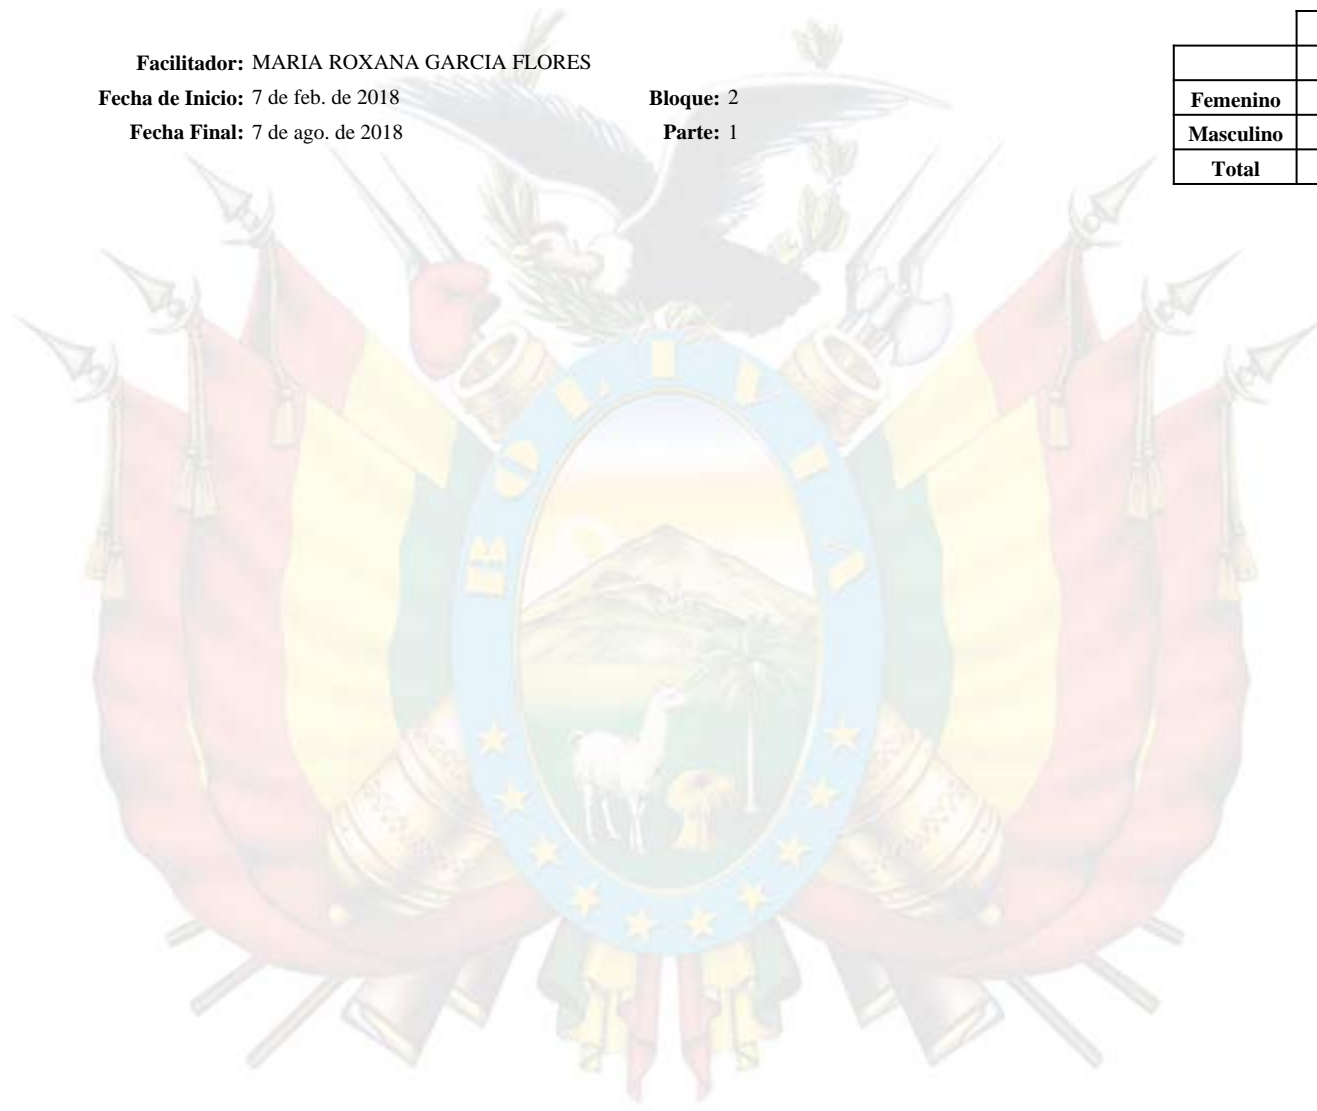 Facilitador: MARIA ROXANA GARCIA FLORES
Fecha de Inicio: 7 de feb. de 2018 Bloque: 2
Fecha Final: 7 de ago. de 2018 Parte: 1
Femenino
Masculino
Total
BOLIVIA